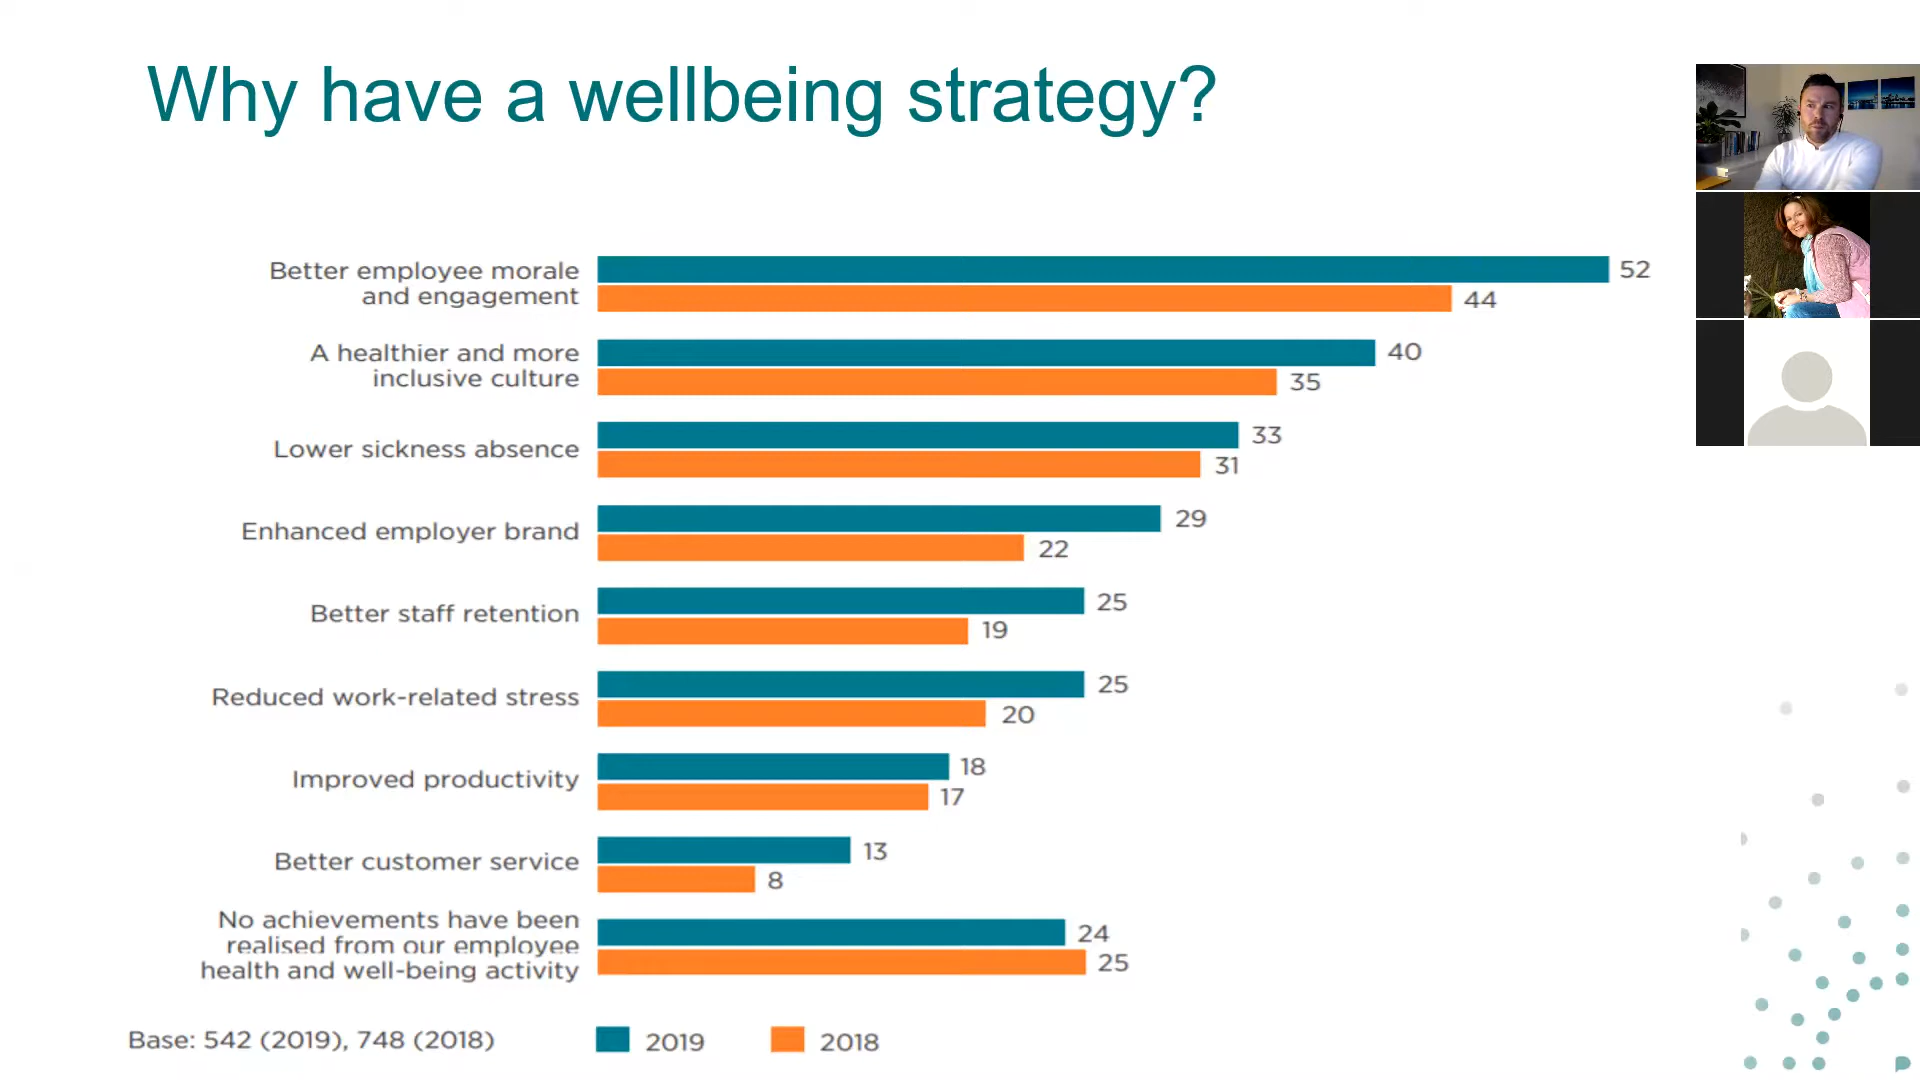 Why have a wellbeing strategy?
Better employee morale
and engagement
52
44
A healthier and more
inclusive culture
40
35
Lower sickness absence
33
31
Enhanced employer brand
29
22
Better staff retention
25
19
Reduced work-related stress
25
20
Improved productivity
18
17
Better customer service
13
8
No achievements have been
realised from our employee
health and well-being activity
24
25
Base: 542 (2019), 748 (2018)
2019
2018